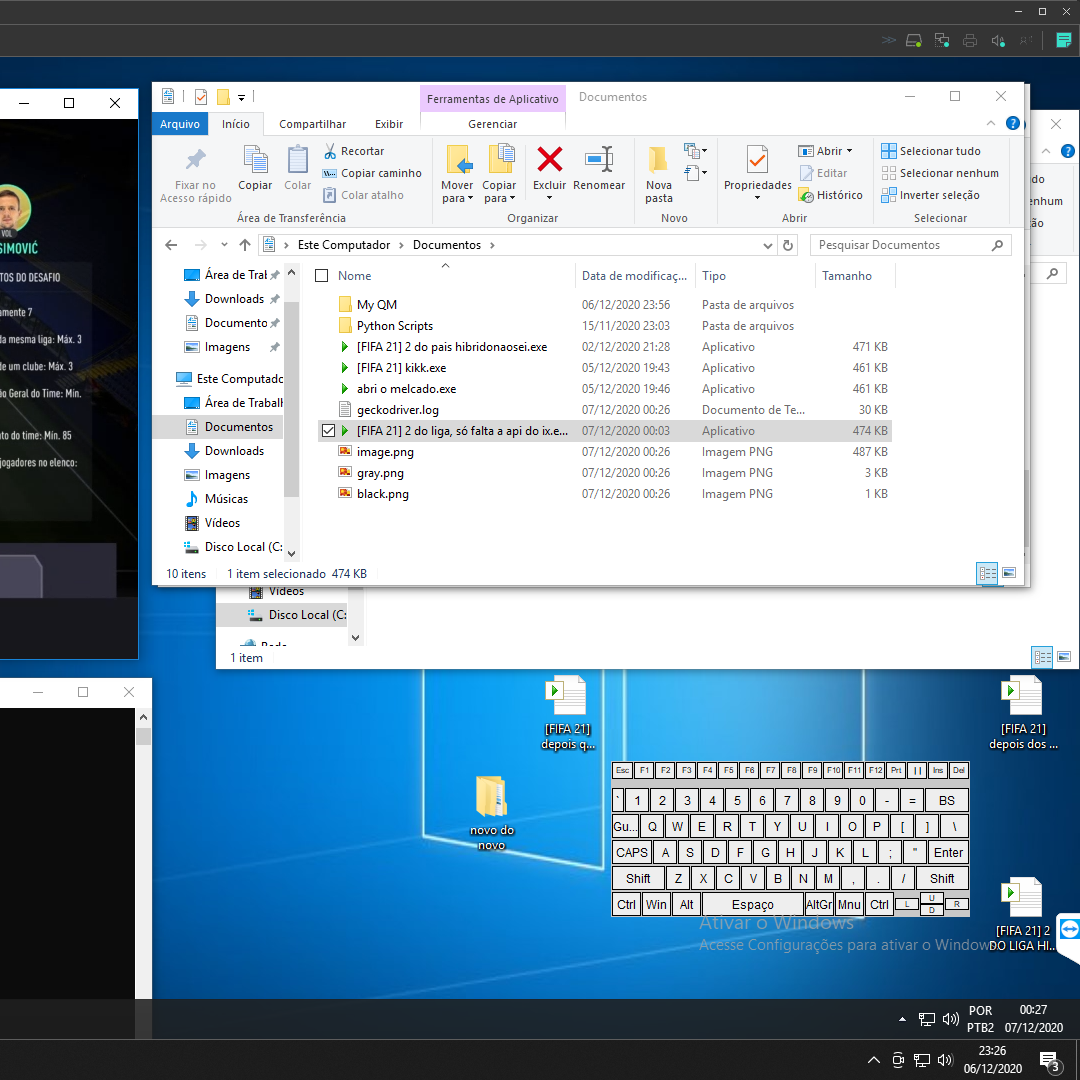 Ferramentas de Aplicativo
Documentos
Arquivo
Início
Compartilhar
Exibir
Gerenciar
Fixar no
Acesso rápido
Copiar
Colar
Recortar
Copiar caminho
Colar atalho
Área de Transferência
Mover
para
Copiar
para
Excluir
Renomear
Organizar
Nova
pasta
Novo
Propriedades
Abrir
Editar
Histórico
Abrir
Selecionar tudo
Selecionar nenhum
Inverter seleção
Selecionar
Este Computador
Documentos
Pesquisar Documentos
Área de Tral
Downloads
Documento
Imagens
Este Computadc
Área de Trabalh
Documentos
Downloads
Imagens
Músicas
Vídeos
Disco Local (C:
Nome Data de modificaç... Tipo Tamanho
My QM 06/12/2020 23:56 Pasta de arquivos
Python Scripts 15/11/2020 23:03 Pasta de arquivos
[FIFA 21] 2 do pais hibridonaosei.exe 02/12/2020 21:28 Aplicativo 471 KB
[FIFA 21] kikk.exe 05/12/2020 19:43 Aplicativo 461 KB
abri o melcado.exe 05/12/2020 19:46 Aplicativo 461 KB
geckodriver.log 07/12/2020 00:26 Documento de Te... 30 KB
[FIFA 21] 2 do liga, só falta a api do ix.e... 07/12/2020 00:03 Aplicativo 474 KB
image.png 07/12/2020 00:26 Imagem PNG 487 KB
gray.png 07/12/2020 00:26 Imagem PNG 3 KB
black.png 07/12/2020 00:26 Imagem PNG 1 KB
10 itens 1 item selecionado 474 KB
do
enhum
ão
VOL
SIMOVIĆ
TOS DO DESAFIO
amente 7
da mesma liga: Máx. 3
de um clube: Máx. 3
ão Geral do Time: Min.
nto do time: Min. 85
jogadores no elenco:
Vídeos
Disco Local (C:
1 item
[FIFA 21]
depois q...
[FIFA 21]
depois dos ...
novo do
novo
Esc F1 F2 F3 F4 F5 F6 F7 F8 F9 F10 F11 F12 Prt || Ins Del
` 1 2 3 4 5 6 7 8 9 0 - = BS
Gu... Q W E R T Y U I O P [ ] \
CAPS A S D F G H J K L ; " Enter
Shift Z X C V B N M , . / Shift
Ctrl Win Alt Espaço AltGr Mnu Ctrl L U D R
Ativar o Windows
Acesse Configurações para ativar o Window
[FIFA 21] 2
DO LIGA HI...
POR
PTB2
00:27
07/12/2020
23:26
06/12/2020
3